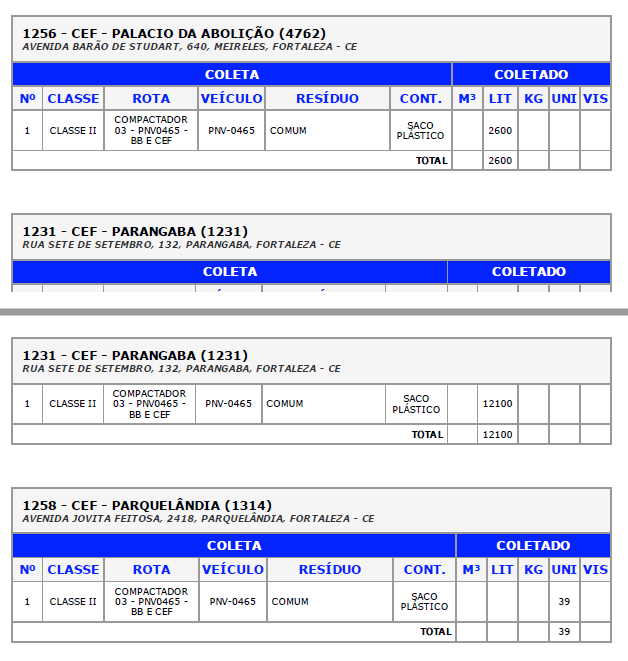 1256 - CEF - PALACIO DA ABOLIÇÃO (4762)
AVENIDA BARÃO DE STUDART, 640, MEIRELES, FORTALEZA - CE
COLETA COLETADO
Nº CLASSE ROTA VEÍCULO RESÍDUO CONT. M³ LIT KG UNI VIS
1 CLASSE II COMPACTADOR 03 - PNV0465 - BB E CEF PNV-0465 COMUM SACO PLÁSTICO 2600
TOTAL 2600
1231 - CEF - PARANGABA (1231)
RUA SETE DE SETEMBRO, 132, PARANGABA, FORTALEZA - CE
COLETA COLETADO
1231 - CEF - PARANGABA (1231)
RUA SETE DE SETEMBRO, 132, PARANGABA, FORTALEZA - CE
1 CLASSE II COMPACTADOR 03 - PNV0465 - BB E CEF PNV-0465 COMUM SACO PLÁSTICO 12100
TOTAL 12100
1258 - CEF - PARQUELÂNDIA (1314)
AVENIDA JOVITA FEITOSA, 2418, PARQUELÂNDIA, FORTALEZA - CE
COLETA COLETADO
Nº CLASSE ROTA VEÍCULO RESÍDUO CONT. M³ LIT KG UNI VIS
1 CLASSE II COMPACTADOR 03 - PNV0465 - BB E CEF PNV-0465 COMUM SACO PLÁSTICO 39
TOTAL 39